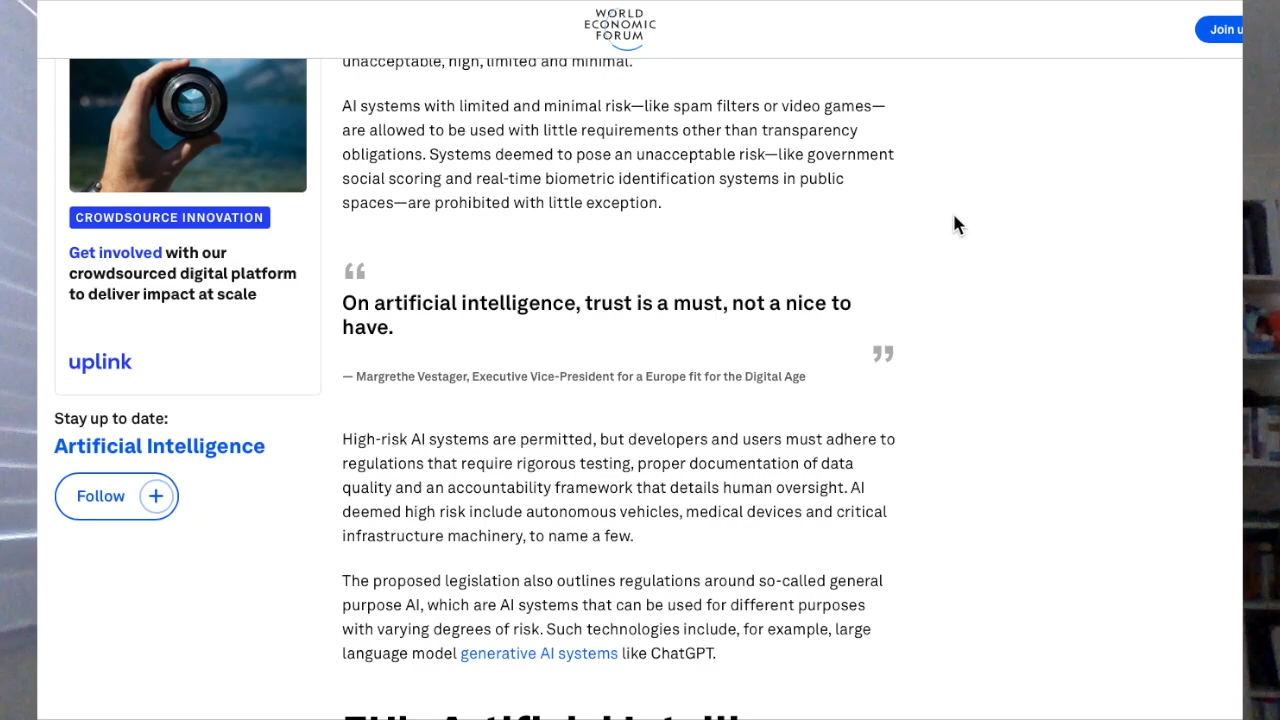 WORLD
ECONOMIC
FORUM
Join u
CROWDSOURCE INNOVATION
Get involved with our
crowdsourced digital platform
to deliver impact at scale
uplink
Stay up to date:
Artificial Intelligence
Follow +
unacceptable, high, limited and minimal.
AI systems with limited and minimal risk—like spam filters or video games—
are allowed to be used with little requirements other than transparency
obligations. Systems deemed to pose an unacceptable risk—like government
social scoring and real-time biometric identification systems in public
spaces—are prohibited with little exception.
“
On artificial intelligence, trust is a must, not a nice to
have.
”
— Margrethe Vestager, Executive Vice-President for a Europe fit for the Digital Age
High-risk AI systems are permitted, but developers and users must adhere to
regulations that require rigorous testing, proper documentation of data
quality and an accountability framework that details human oversight. AI
deemed high risk include autonomous vehicles, medical devices and critical
infrastructure machinery, to name a few.
The proposed legislation also outlines regulations around so-called general
purpose AI, which are AI systems that can be used for different purposes
with varying degrees of risk. Such technologies include, for example, large
language model generative AI systems like ChatGPT.